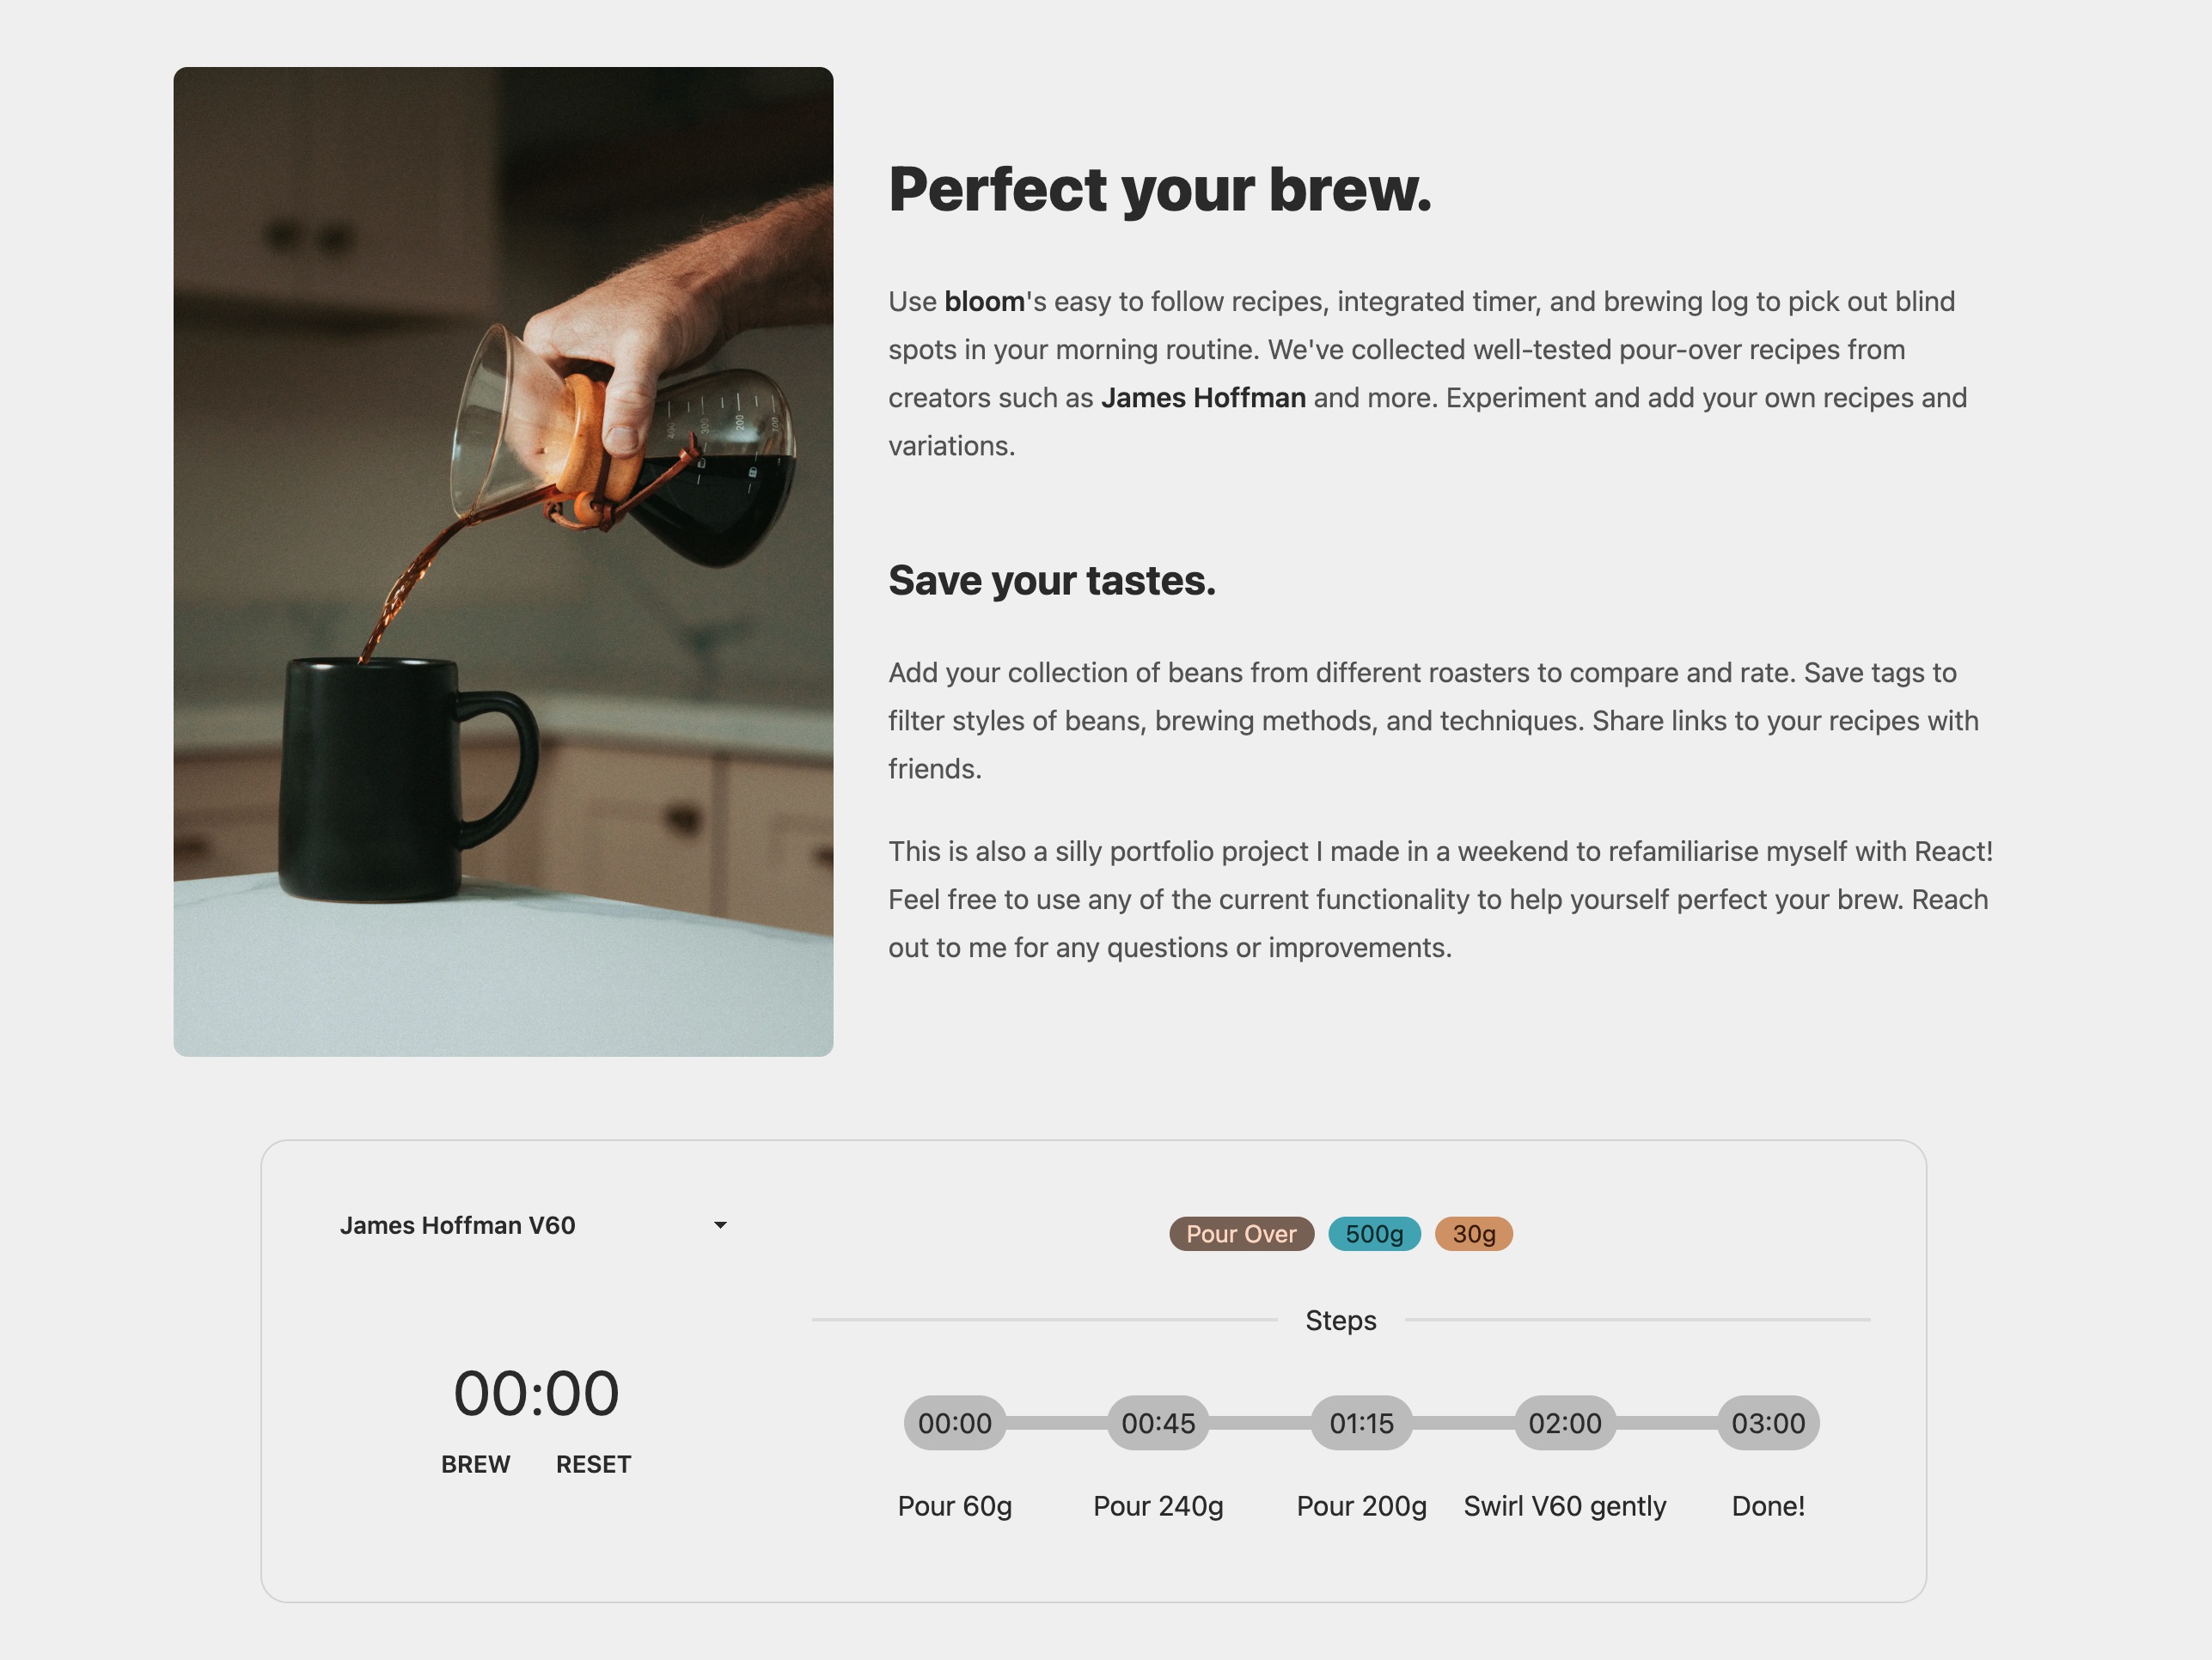 Perfect your brew.
Use bloom's easy to follow recipes, integrated timer, and brewing log to pick out blind
spots in your morning routine. We've collected well-tested pour-over recipes from
creators such as James Hoffman and more. Experiment and add your own recipes and
variations.
Save your tastes.
Add your collection of beans from different roasters to compare and rate. Save tags to
filter styles of beans, brewing methods, and techniques. Share links to your recipes with
friends.
This is also a silly portfolio project I made in a weekend to refamiliarise myself with React!
Feel free to use any of the current functionality to help yourself perfect your brew. Reach
out to me for any questions or improvements.
400 300 200 100
James Hoffman V60
Pour Over 500g 30g
Steps
00:00
BREW RESET
00:00 00:45 01:15 02:00 03:00
Pour 60g Pour 240g Pour 200g Swirl V60 gently Done!